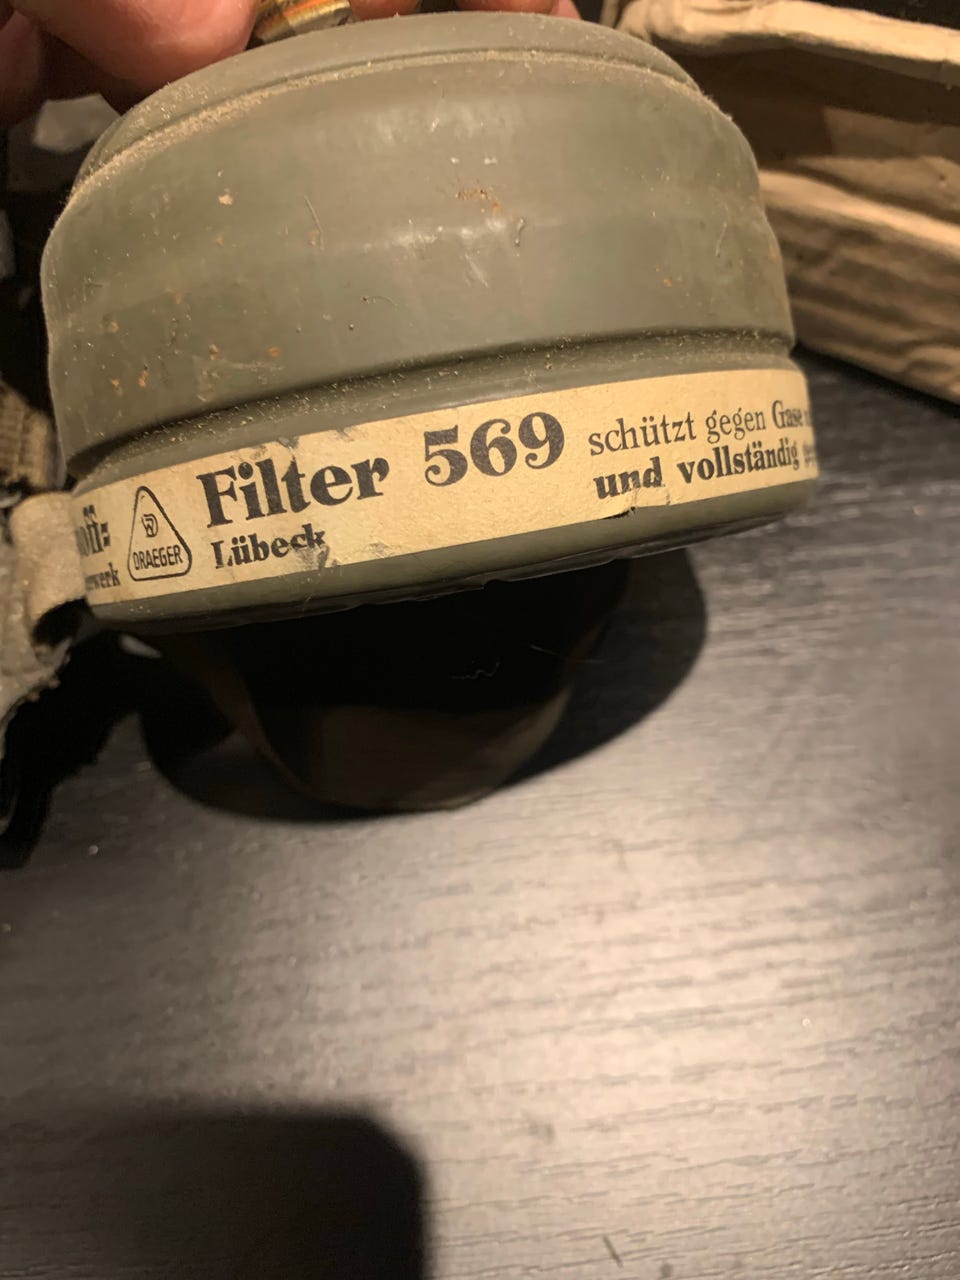 Filter 569
Lübeck
DRAEGER
schützt gegen Gase
und vollständig